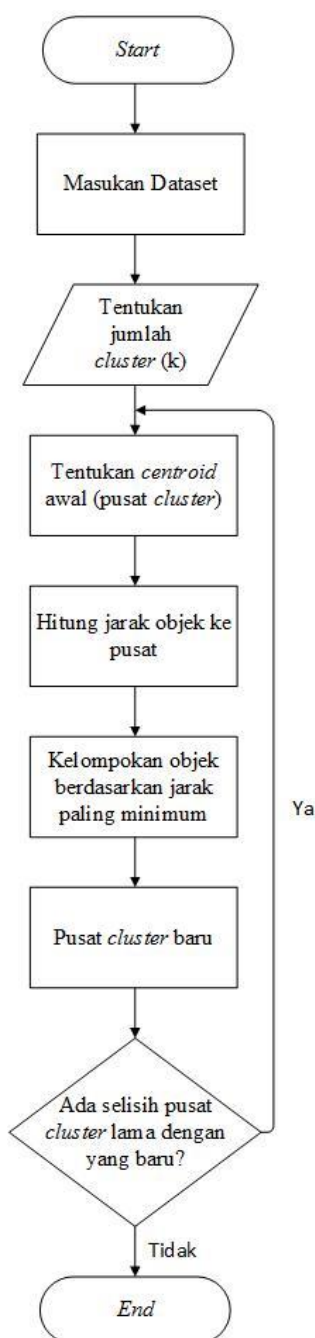 Start
Masukan Dataset
Tentukan
jumlah
cluster (k)
Tentukan centroid
awal (pusat cluster)
Hitung jarak objek ke
pusat
Kelompokan objek
berdasarkan jarak
paling minimum
Ya
Pusat cluster baru
Ada selisih pusat
cluster lama dengan
yang baru?
Tidak
End